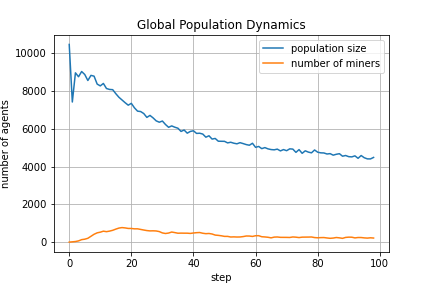 Global Population Dynamics
population size
number of miners
number of agents
10000
8000
6000
4000
2000
0
0 20 40 60 80 100
step